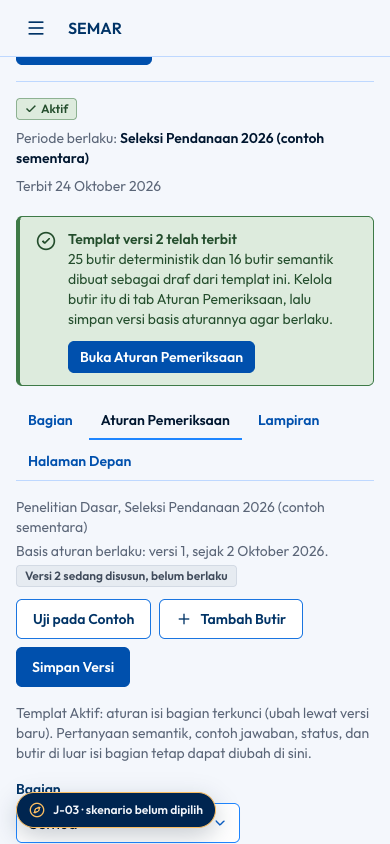 SEMAR
Aktif
Periode berlaku: Seleksi Pendanaan 2026 (contoh
sementara)
Terbit 24 Oktober 2026
Templat versi 2 telah terbit
25 butir deterministik dan 16 butir semantik
dibuat sebagai draf dari templat ini. Kelola
butir itu di tab Aturan Pemeriksaan, lalu
simpan versi basis aturannya agar berlaku.
Buka Aturan Pemeriksaan
Bagian
Aturan Pemeriksaan
Lampiran
Halaman Depan
Penelitian Dasar, Seleksi Pendanaan 2026 (contoh
sementara)
Basis aturan berlaku: versi 1, sejak 2 Oktober 2026.
Versi 2 sedang disusun, belum berlaku
Uji pada Contoh
Tambah Butir
Simpan Versi
Templat Aktif: aturan isi bagian terkunci (ubah lewat versi
baru). Pertanyaan semantik, contoh jawaban, status, dan
butir di luar isi bagian tetap dapat diubah di sini.
Bagian
J-03 · skenario belum dipilih